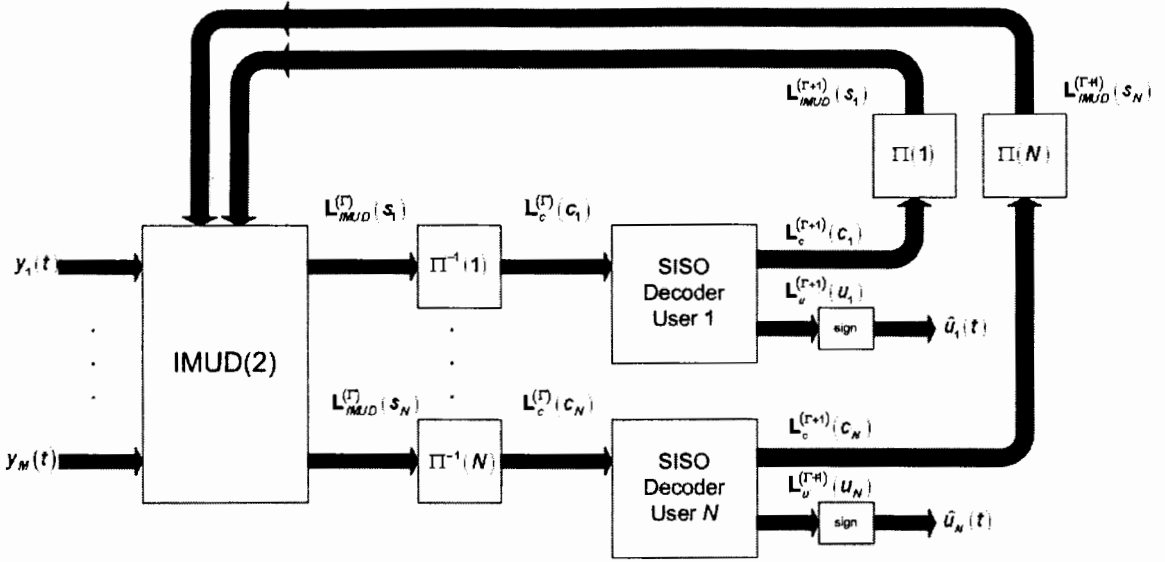 L_IMUD^(Γ+1)(s_1)
L_IMUD^(Γ+1)(s_N)
Π(1)
Π(N)
L_IMUD^(Γ)(s_1)
L_c^(Γ)(c_1)
L_c^(Γ+1)(c_1)
y_1(t)
Π^-1(1)
SISO
Decoder
User 1
L_u^(Γ+1)(u_1)
sign
û_1(t)
IMUD(2)
L_IMUD^(Γ)(s_N)
L_c^(Γ)(c_N)
L_c^(Γ+1)(c_N)
y_M(t)
Π^-1(N)
SISO
Decoder
User N
L_u^(Γ+1)(u_N)
sign
û_N(t)